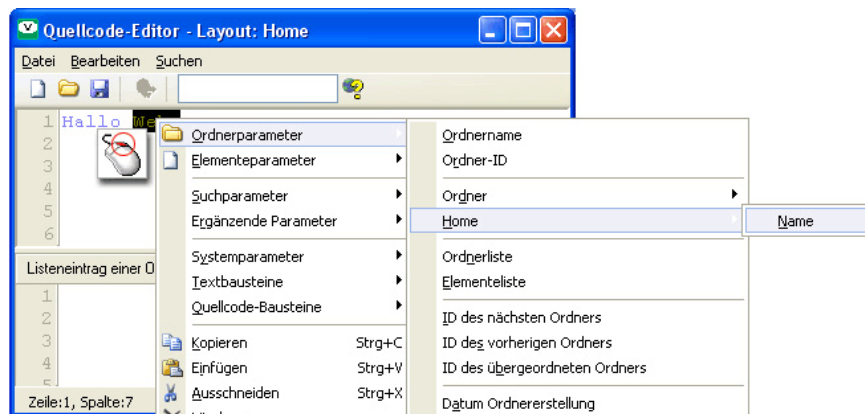 Quellcode-Editor - Layout: Home
Datei Bearbeiten Suchen
1 Hallo
2
3
4
5
6
Listeneintrag einer O
1
2
3
4
5
Zeile:1, Spalte:7
Ordnerparameter
Elementeparameter
Suchparameter
Ergänzende Parameter
Systemparameter
Textbausteine
Quellcode-Bausteine
Kopieren Strg+C
Einfügen Strg+V
Ausschneiden Strg+X
Ordnername
Ordner-ID
Ordner
Home
Ordnerliste
Elementeliste
ID des nächsten Ordners
ID des vorherigen Ordners
ID des übergeordneten Ordners
Datum Ordnererstellung
Name